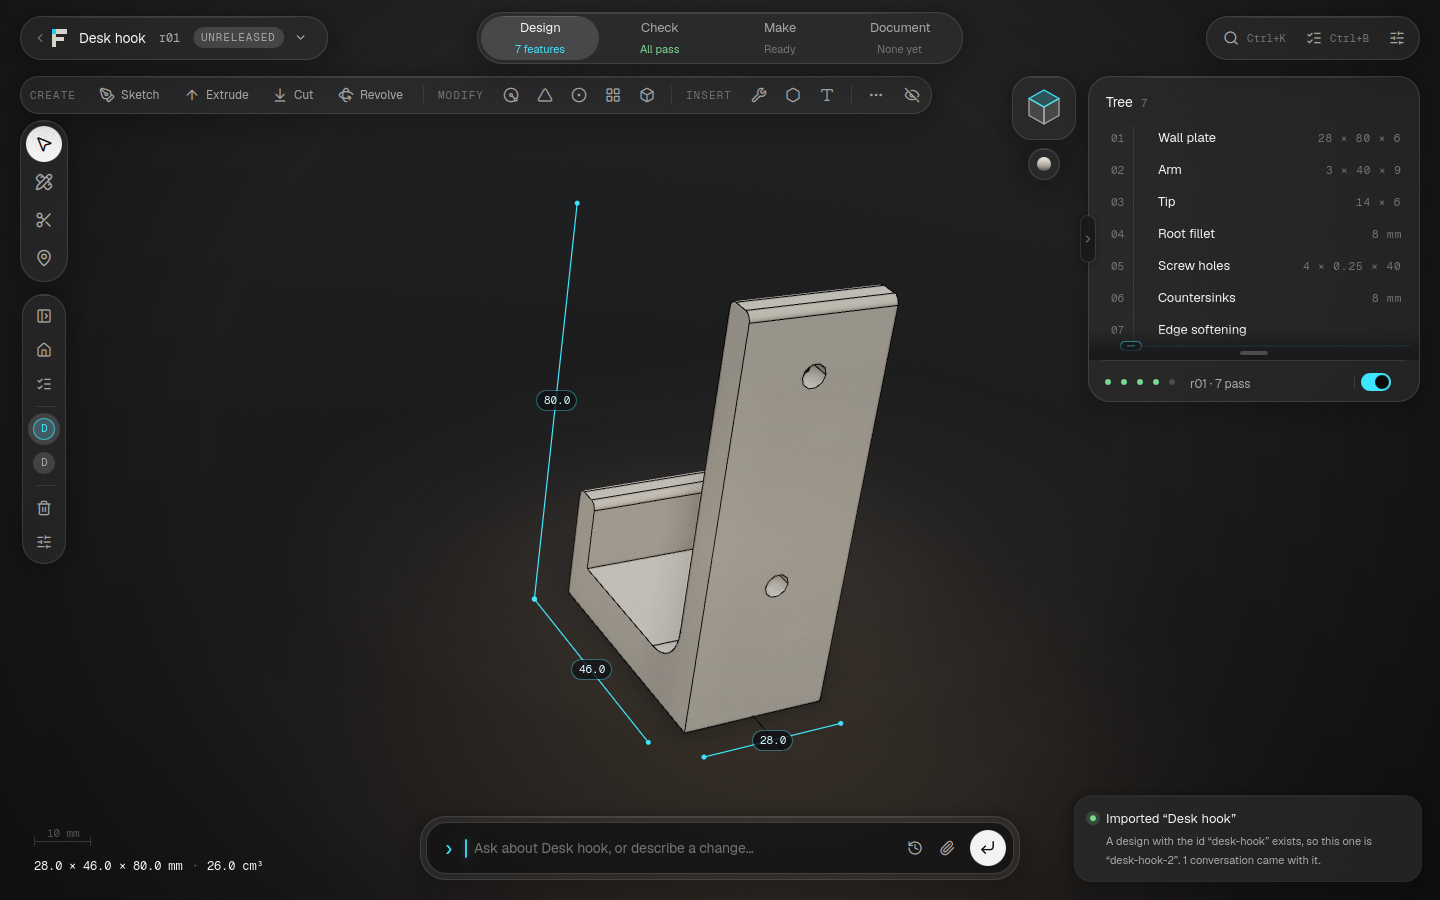 Desk hook r01 UNRELEASED
Design
7 features
Check
All pass
Make
Ready
Document
None yet
Ctrl+K
Ctrl+B
CREATE Sketch Extrude Cut Revolve MODIFY INSERT
Tree 7
01 Wall plate 28 × 80 × 6
02 Arm 3 × 40 × 9
03 Tip 14 × 6
04 Root fillet 8 mm
05 Screw holes 4 × 0.25 × 40
06 Countersinks 8 mm
07 Edge softening
r01 · 7 pass
D
D
80.0
46.0
28.0
10 mm
28.0 × 46.0 × 80.0 mm · 26.0 cm³
Ask about Desk hook, or describe a change...
Imported “Desk hook”
A design with the id “desk-hook” exists, so this one is
“desk-hook-2”. 1 conversation came with it.